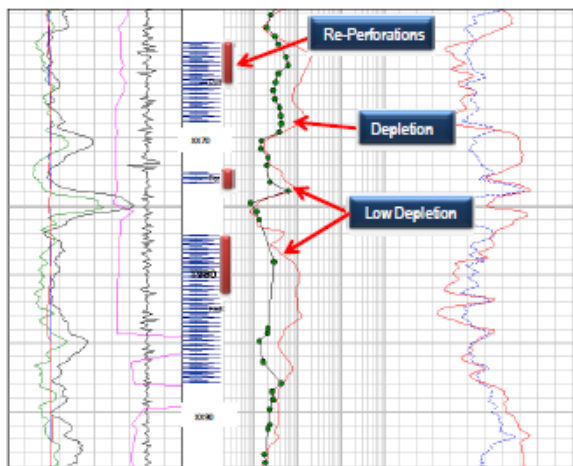 Re-Perforations
Depletion
XX70
Low Depletion
XX80
XX90